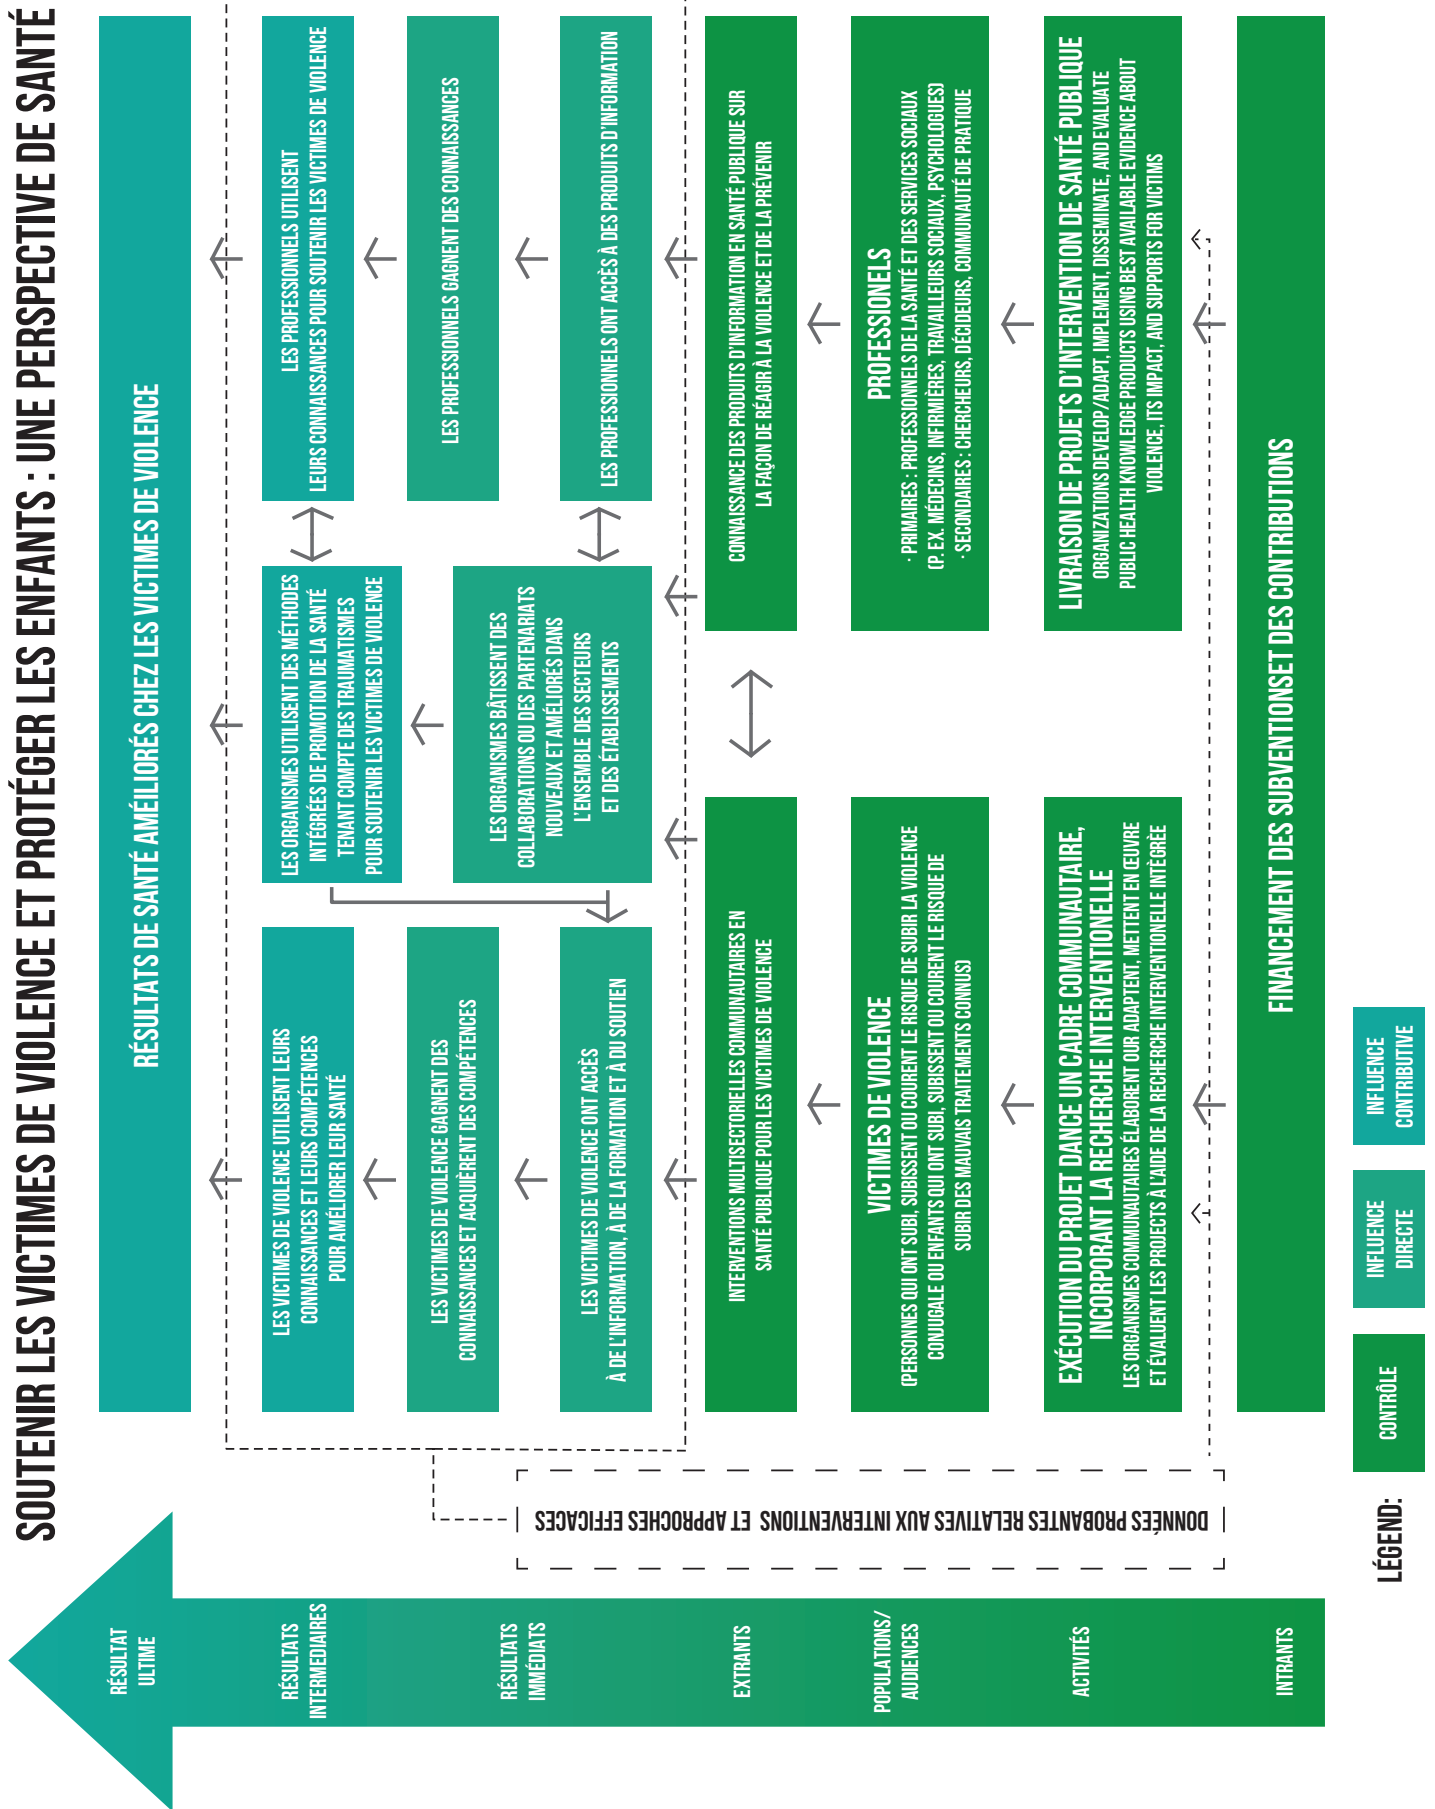 SOUTENIR LES VICTIMES DE VIOLENCE ET PROTÉGER LES ENFANTS : UNE PERSPECTIVE DE SANTÉ
RÉSULTAT
ULTIME
RÉSULTATS DE SANTÉ AMÉILIORÉS CHEZ LES VICTIMES DE VIOLENCE
RÉSULTATS
INTERMEDIAIRES
LES VICTIMES DE VIOLENCE UTILISENT LEURS
CONNAISSANCES ET LEURS COMPÉTENCES
POUR AMÉLIORER LEUR SANTÉ
LES ORGANISMES UTILISENT DES MÉTHODES
INTÉGRÉES DE PROMOTION DE LA SANTÉ
TENANT COMPTE DES TRAUMATISMES
POUR SOUTENIR LES VICTIMES DE VIOLENCE
LES PROFESSIONNELS UTILISENT
LEURS CONNAISSANCES POUR SOUTENIR LES VICTIMES DE VIOLENCE
RÉSULTATS
IMMÉDIATS
LES VICTIMES DE VIOLENCE GAGNENT DES
CONNAISSANCES ET ACQUIÈRENT DES COMPÉTENCES
LES PROFESSIONNELS GAGNENT DES CONNAISSANCES
LES ORGANISMES BÂTISSENT DES
COLLABORATIONS OU DES PARTENARIATS
NOUVEAUX ET AMÉLIORÉS DANS
L'ENSEMBLE DES SECTEURS
ET DES ÉTABLISSEMENTS
LES VICTIMES DE VIOLENCE ONT ACCÈS
À DE L'INFORMATION, À DE LA FORMATION ET À DU SOUTIEN
LES PROFESSIONNELS ONT ACCÈS À DES PRODUITS D'INFORMATION
EXTRANTS
INTERVENTIONS MULTISECTORIELLES COMMUNAUTAIRES EN
SANTÉ PUBLIQUE POUR LES VICTIMES DE VIOLENCE
CONNAISSANCE DES PRODUITS D'INFORMATION EN SANTÉ PUBLIQUE SUR
LA FAÇON DE RÉAGIR À LA VIOLENCE ET DE LA PRÉVENIR
POPULATIONS/
AUDIENCES
VICTIMES DE VIOLENCE
(PERSONNES QUI ONT SUBI, SUBISSENT OU COURENT LE RISQUE DE SUBIR LA VIOLENCE
CONJUGALE OU ENFANTS QUI ONT SUBI, SUBISSENT OU COURENT LE RISQUE DE
SUBIR DES MAUVAIS TRAITEMENTS CONNUS)
PROFESSIONELS
· PRIMAIRES : PROFESSIONNELS DE LA SANTÉ ET DES SERVICES SOCIAUX
(P. EX. MÉDECINS, INFIRMIÈRES, TRAVAILLEURS SOCIAUX, PSYCHOLOGUES)
· SECONDAIRES : CHERCHEURS, DÉCIDEURS, COMMUNAUTÉ DE PRATIQUE
ACTIVITÉS
EXÉCUTION DU PROJET DANCE UN CADRE COMMUNAUTAIRE,
INCORPORANT LA RECHERCHE INTERVENTIONELLE
LES ORGANISMES COMMUNAUTAIRES ÉLABORENT OUR ADAPTENT, METTENT EN ŒUVRE
ET ÉVALUENT LES PROJECTS À L'AIDE DE LA RECHERCHE INTERVENTIONELLE INTÉGRÈE
LIVRAISON DE PROJETS D'INTERVENTION DE SANTÉ PUBLIQUE
ORGANIZATIONS DEVELOP/ADAPT, IMPLEMENT, DISSEMINATE, AND EVALUATE
PUBLIC HEALTH KNOWLEDGE PRODUCTS USING BEST AVAILABLE EVIDENCE ABOUT
VIOLENCE, ITS IMPACT, AND SUPPORTS FOR VICTIMS
INTRANTS
FINANCEMENT DES SUBVENTIONSET DES CONTRIBUTIONS
DONNÉES PROBANTES RELATIVES AUX INTERVENTIONS ET APPROCHES EFFICACES
LÉGEND:
CONTRÔLE
INFLUENCE
DIRECTE
INFLUENCE
CONTRIBUTIVE